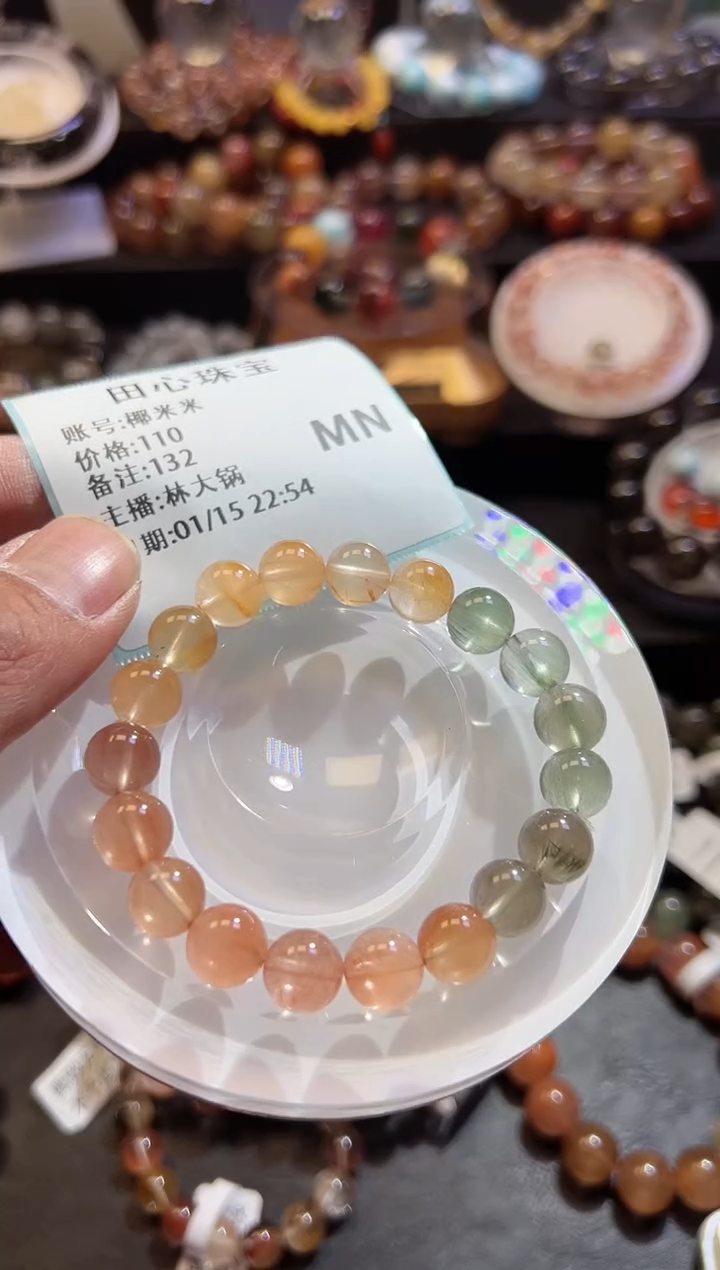 田心珠宝
账号:椰米米
价格:110
备注:132
MN
主播:林大锅
期:01/15 22:54